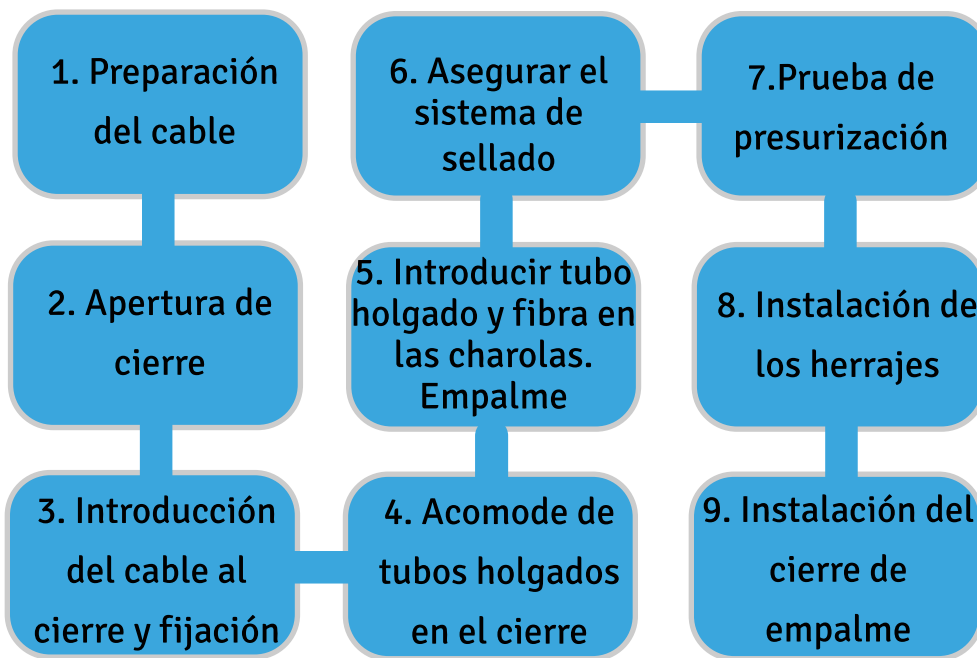 1. Preparación
del cable
2. Apertura de
cierre
3. Introducción
del cable al
cierre y fijación
4. Acomode de
tubos holgados
en el cierre
5. Introducir tubo
holgado y fibra en
las charolas.
Empalme
6. Asegurar el
sistema de
sellado
7.Prueba de
presurización
8. Instalación de
los herrajes
9. Instalación del
cierre de
empalme